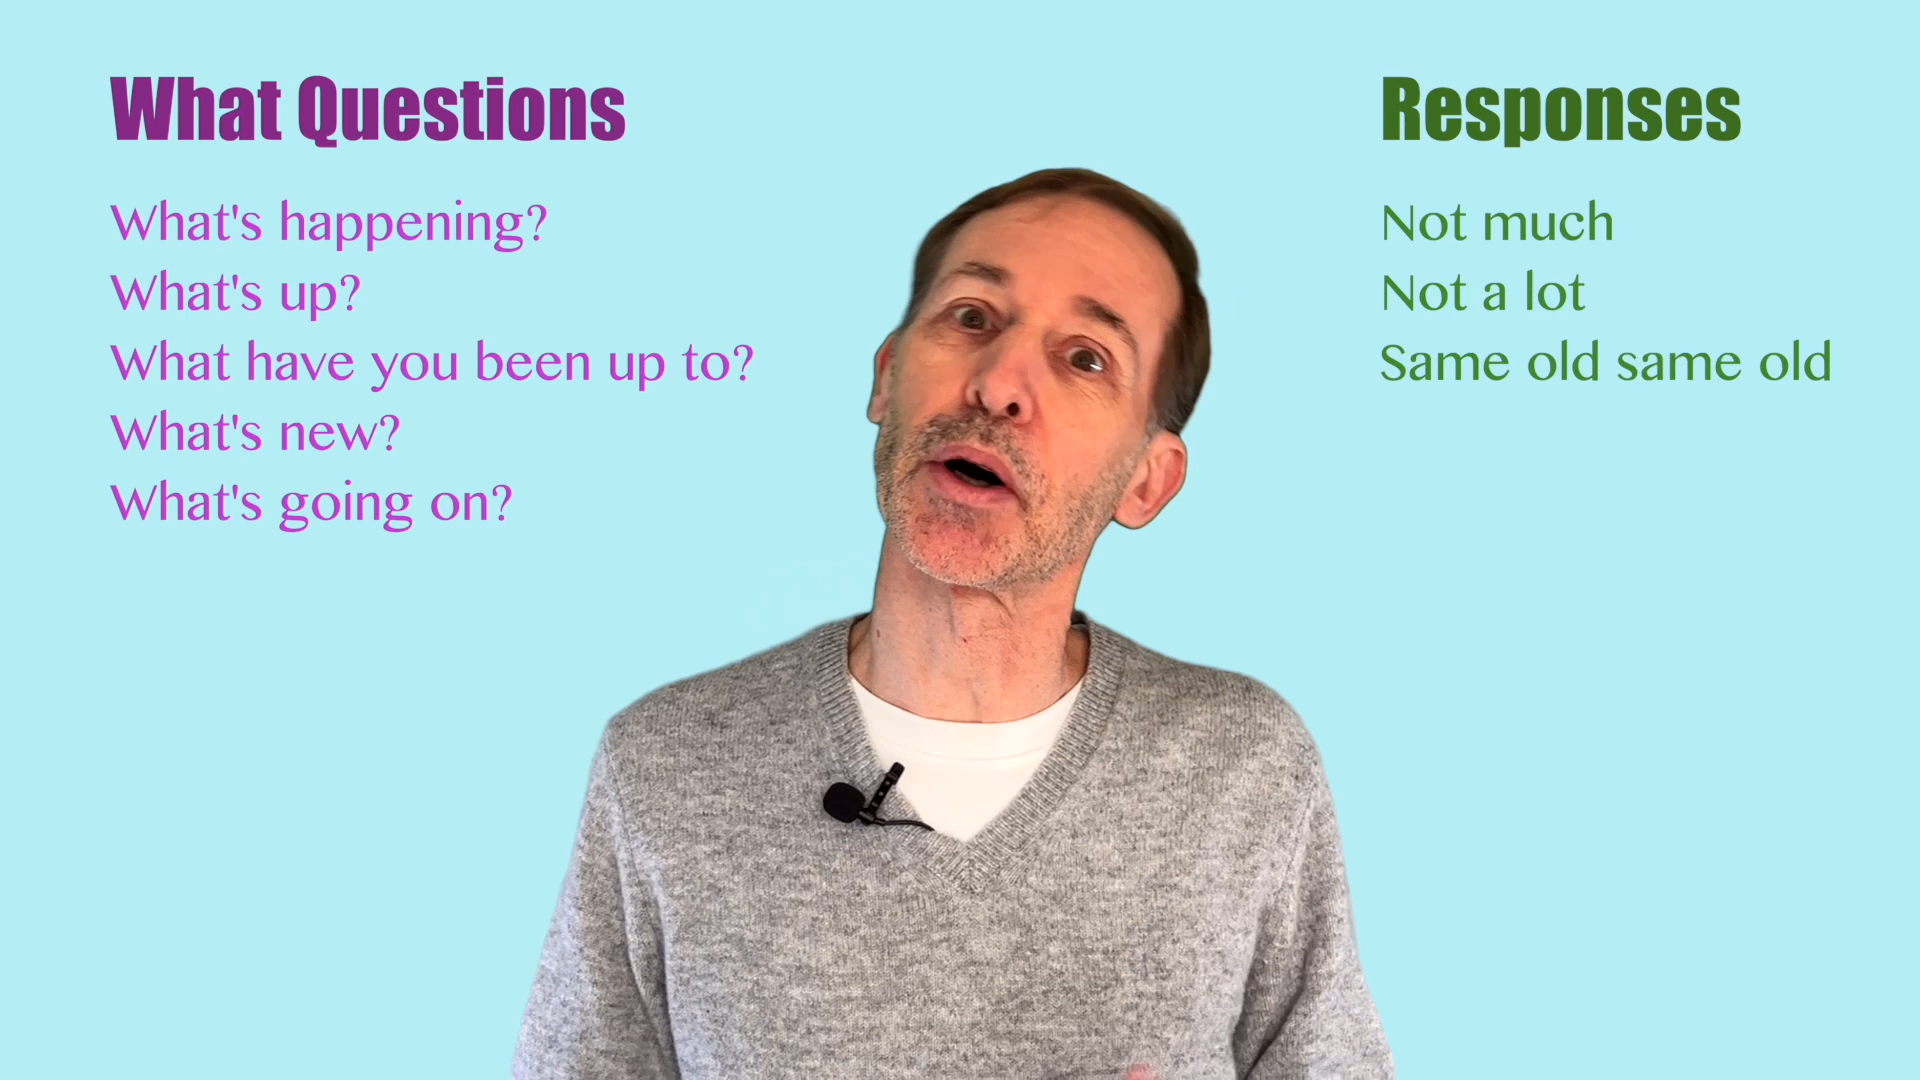 What Questions
What's happening?
What's up?
What have you been up to?
What's new?
What's going on?
Responses
Not much
Not a lot
Same old same old